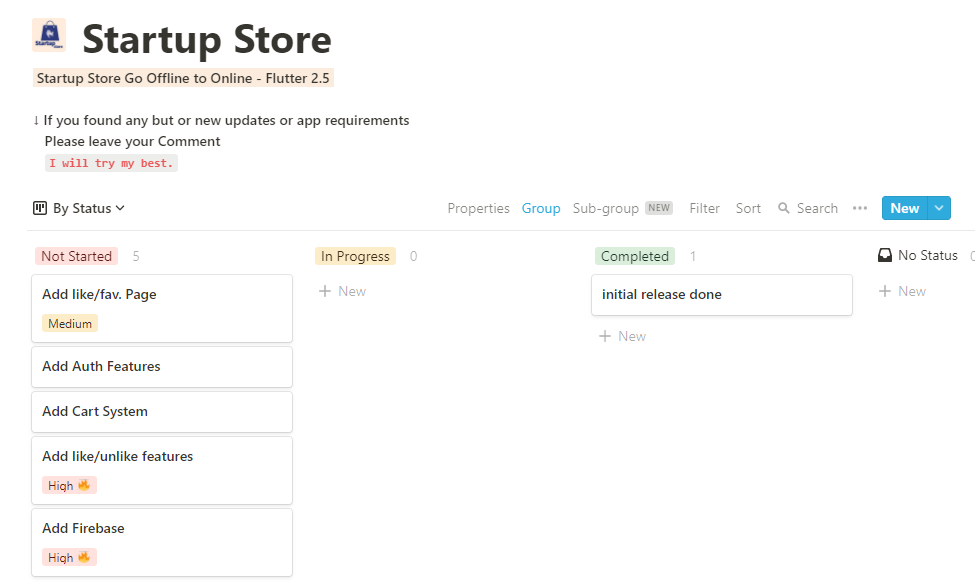 Startup Store
Startup Store Go Offline to Online - Flutter 2.5
↓ If you found any but or new updates or app requirements
Please leave your Comment
I will try my best.
By Status
Properties Group Sub-group NEW Filter Sort Search ••• New
Not Started 5
Add like/fav. Page
Medium
Add Auth Features
Add Cart System
Add like/unlike features
High 🔥
Add Firebase
High 🔥
In Progress 0
+ New
Completed 1
initial release done
+ New
No Status
+ New